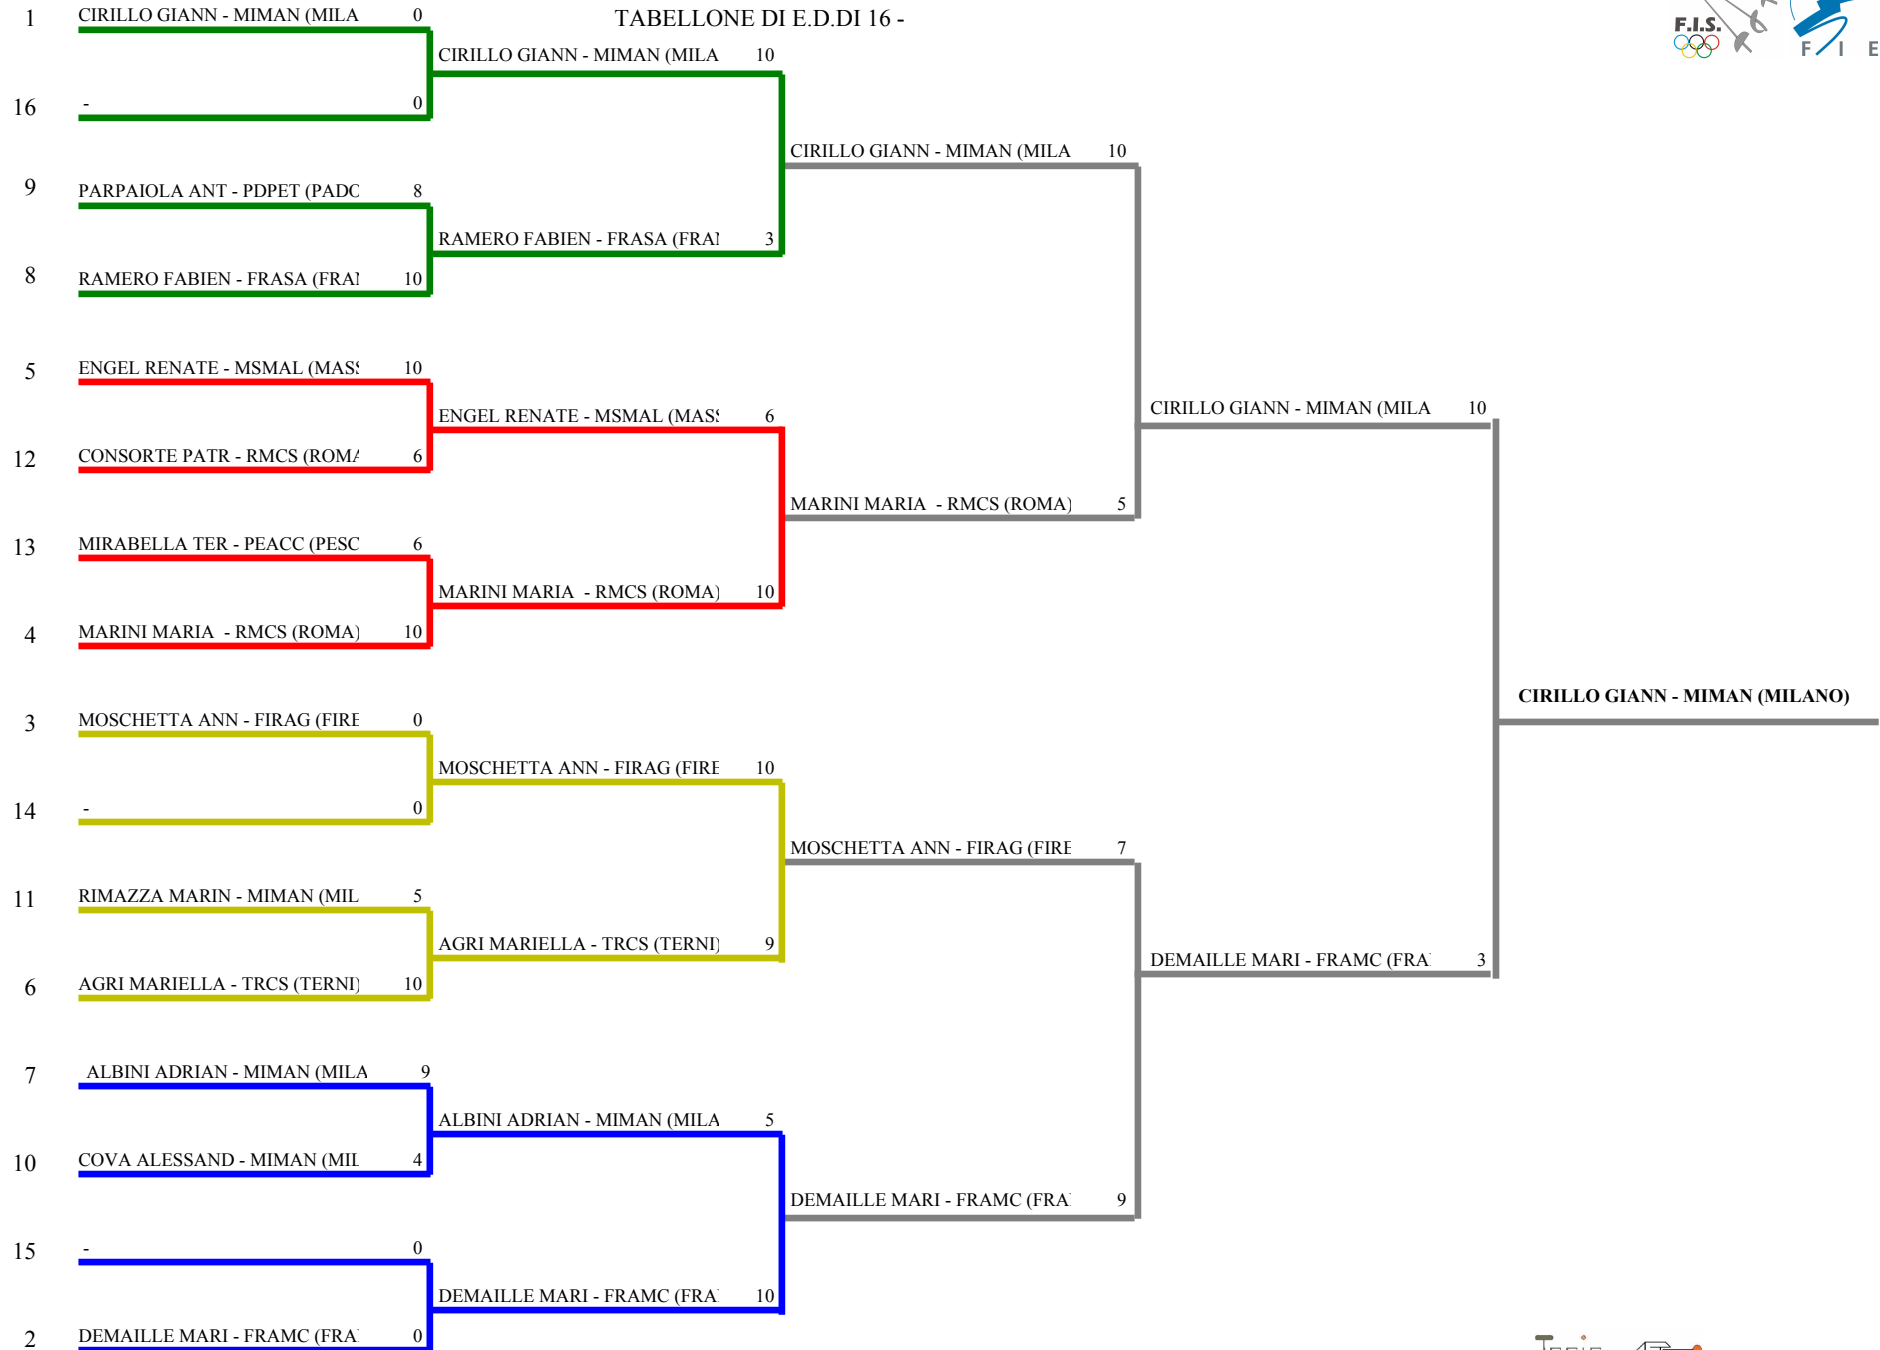 TABELLONE DI E.D.DI 16 -
F.I.S.
F I E
1 CIRILLO GIANN - MIMAN (MILA 0
CIRILLO GIANN - MIMAN (MILA 10
16 - 0
CIRILLO GIANN - MIMAN (MILA 10
9 PARPAIOLA ANT - PDPET (PADO 8
RAMERO FABIEN - FRASA (FRAN 3
8 RAMERO FABIEN - FRASA (FRAN 10
5 ENGEL RENATE - MSMAL (MASS 10
CIRILLO GIANN - MIMAN (MILA 10
ENGEL RENATE - MSMAL (MASS 6
12 CONSORTE PATR - RMCS (ROMA 6
MARINI MARIA - RMCS (ROMA) 5
13 MIRABELLA TER - PEACC (PESC 6
MARINI MARIA - RMCS (ROMA) 10
4 MARINI MARIA - RMCS (ROMA) 10
CIRILLO GIANN - MIMAN (MILANO)
3 MOSCHETTA ANN - FIRAG (FIRE 0
MOSCHETTA ANN - FIRAG (FIRE 10
14 - 0
MOSCHETTA ANN - FIRAG (FIRE 7
11 RIMAZZA MARIN - MIMAN (MIL 5
AGRI MARIELLA - TRCS (TERNI) 9
DEMAILLE MARI - FRAMC (FRA 3
6 AGRI MARIELLA - TRCS (TERNI) 10
7 ALBINI ADRIAN - MIMAN (MILA 9
ALBINI ADRIAN - MIMAN (MILA 5
10 COVA ALESSAND - MIMAN (MIL 4
DEMAILLE MARI - FRAMC (FRA 9
15 - 0
DEMAILLE MARI - FRAMC (FRA 10
2 DEMAILLE MARI - FRAMC (FRA 0